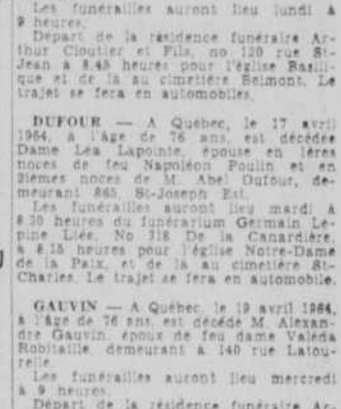 Les funérailles auront lieu lundi à
9 heures.
Départ de la résidence funéraire Ar-
thur Cloutier et Fils, no 120 rue St-
Jean à 8.45 heures pour l'église Basili-
que et de là au cimetière Belmont. Le
trajet se fera en automobiles.
DUFOUR — A Québec, le 17 avril
1964, à l'âge de 76 ans, est décédée
Dame Léa Lapointe, épouse en 1ères
noces de feu Napoléon Poulin et en
2ièmes noces de M. Abel Dufour, de-
meurant 865, St-Joseph Est.
Les funérailles auront lieu mardi à
8.30 heures du funérarium Germain Le-
pine Ltée, No 318 De la Canardière,
à 8.15 heures pour l'église Notre-Dame
de la Paix, et de là au cimetière St-
Charles. Le trajet se fera en automobile.
GAUVIN — A Québec, le 19 avril 1964,
à l'âge de 76 ans, est décédé M. Alexan-
dre Gauvin, époux de feu dame Valéda
Robitaille, demeurant à 140 rue Latou-
relle.
Les funérailles auront lieu mercredi
à 9 heures.
Départ de la résidence funéraire Ar-